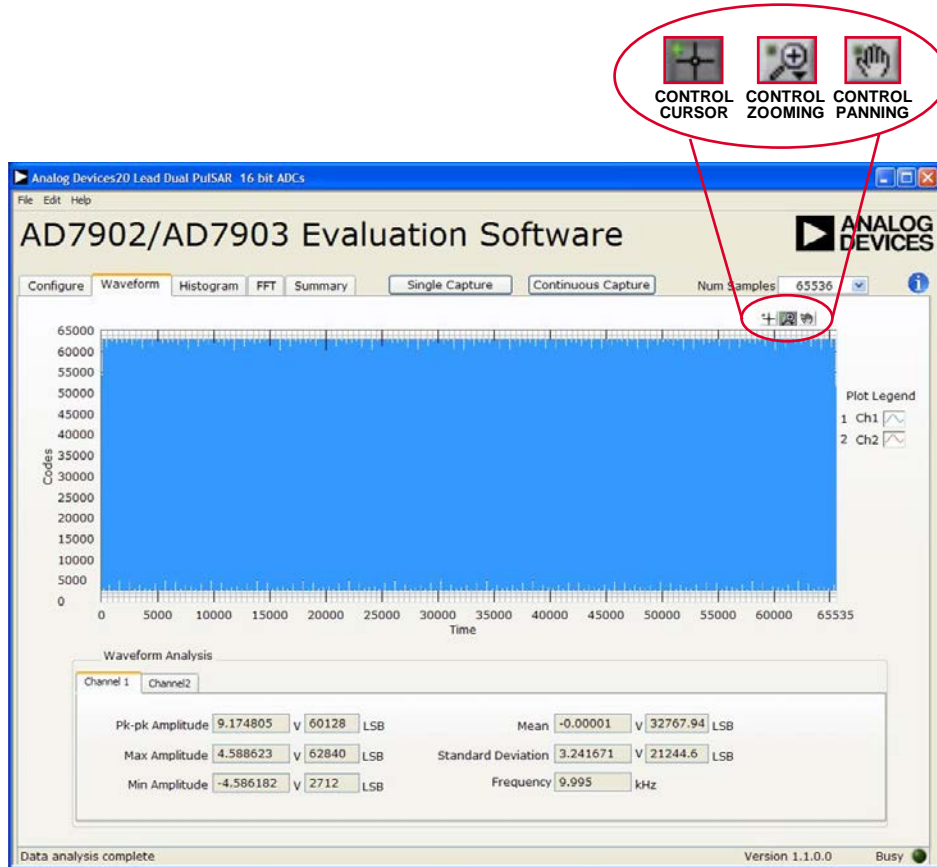 CONTROL CURSOR
CONTROL ZOOMING
CONTROL PANNING
Analog Devices20 Lead Dual PulSAR 16 bit ADCs
File Edit Help
AD7902/AD7903 Evaluation Software
ANALOG DEVICES
Configure Waveform Histogram FFT Summary Single Capture Continuous Capture Num Samples 65536
65000
60000
55000
50000
45000
40000
35000
30000
25000
20000
15000
10000
5000
0
Codes
Plot Legend
1 Ch1
2 Ch2
0 5000 10000 15000 20000 25000 30000 35000 40000 45000 50000 55000 60000 65535
Time
Waveform Analysis
Channel 1 Channel2
Pk-pk Amplitude 9.174805 V 60128 LSB Mean -0.00001 V 32767.94 LSB
Max Amplitude 4.588623 V 62840 LSB Standard Deviation 3.241671 V 21244.6 LSB
Min Amplitude -4.586182 V 2712 LSB Frequency 9.995 kHz
Data analysis complete Version 1.1.0.0 Busy